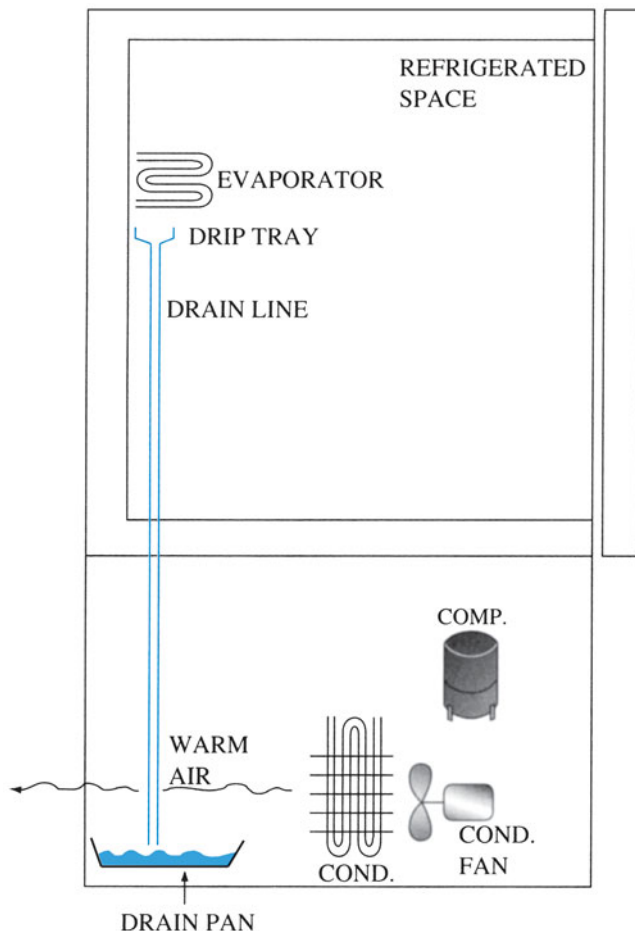 REFRIGERATED
SPACE
EVAPORATOR
DRIP TRAY
DRAIN LINE
COMP.
WARM
AIR
COND.
FAN
COND.
DRAIN PAN